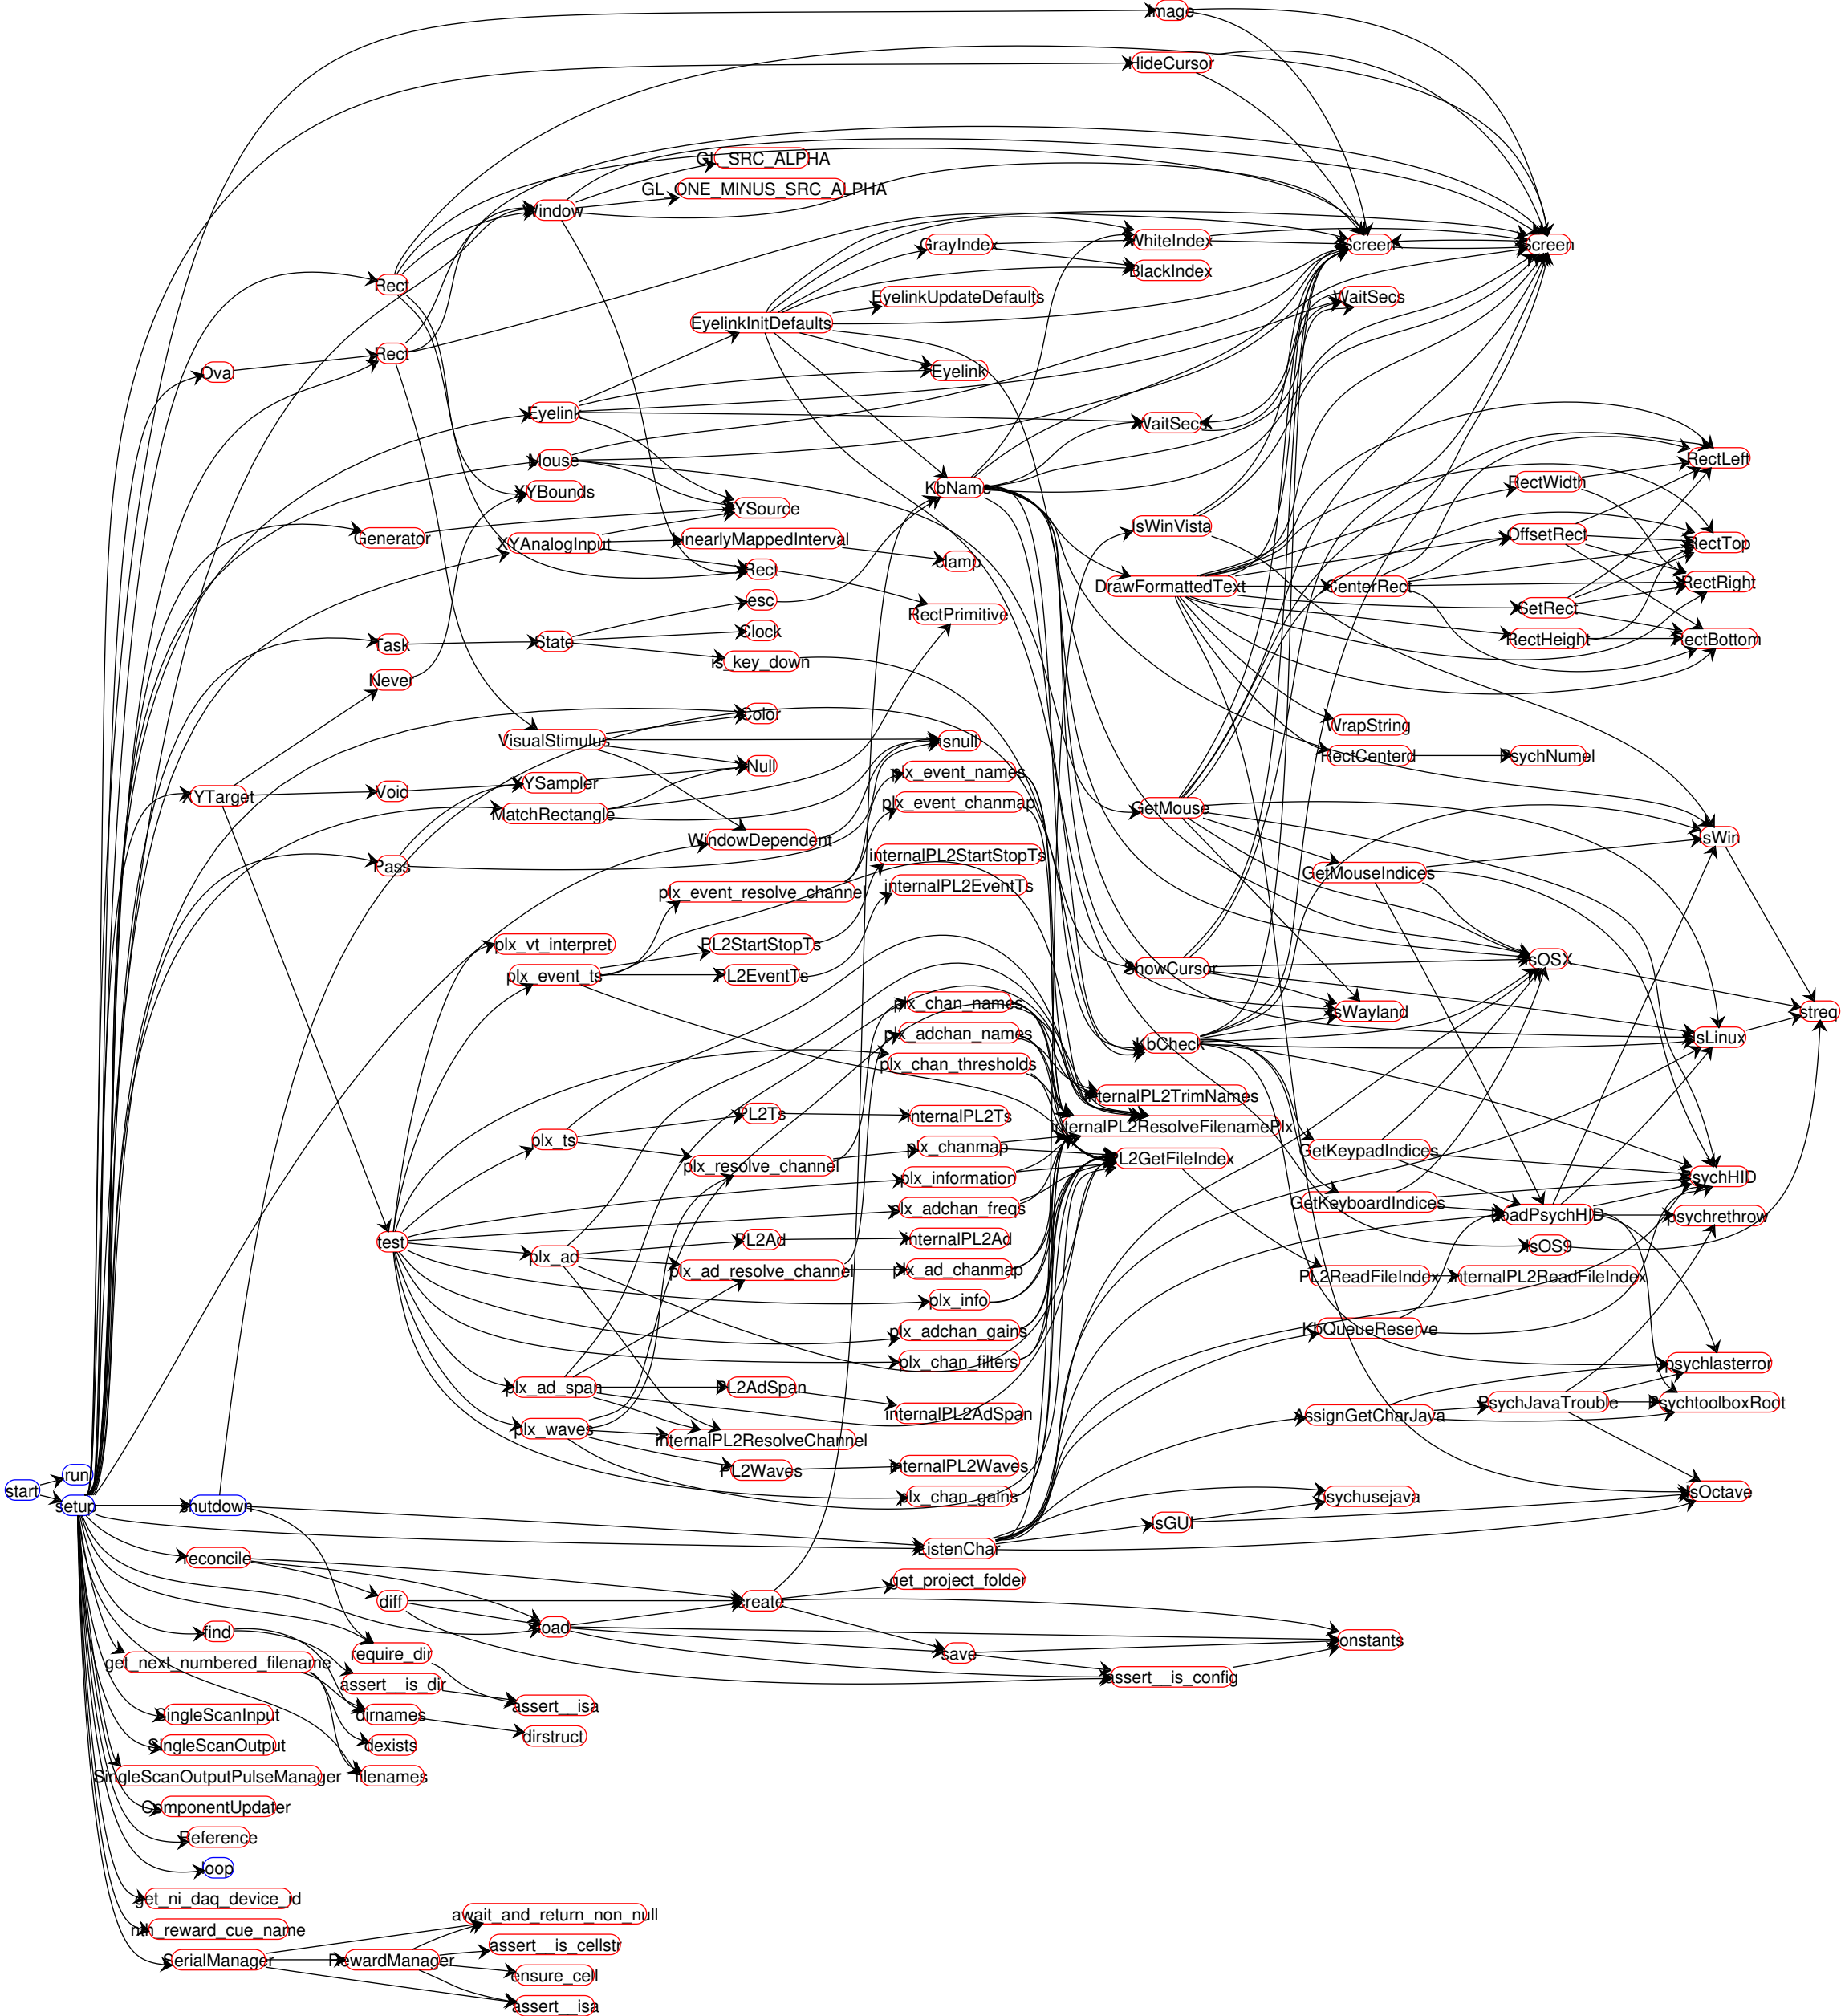 Image
HideCursor
GL_SRC_ALPHA
GL_ONE_MINUS_SRC_ALPHA
Window
GrayIndex
WhiteIndex
Screen
Screen
BlackIndex
Rect
EyelinkUpdateDefaults
WaitSecs
EyelinkInitDefaults
Rect
Oval
Eyelink
Eyelink
WaitSecs
Mouse
RectLeft
RectWidth
KbName
XYBounds
XYSource
IsWinVista
Generator
XYAnalogInput
LinearlyMappedInterval
OffsetRect
RectTop
clamp
Rect
DrawFormattedText
CenterRect
RectRight
esc
RectPrimitive
SetRect
Clock
Task
State
RectHeight
RectBottom
is_key_down
Never
Color
WrapString
VisualStimulus
isnull
RectCenterd
PsychNumel
Null
plx_event_names
XYTarget
Void
XYSampler
plx_event_chanmap
MatchRectangle
GetMouse
WindowDependent
IsWin
internalPL2StartStopTs
Pass
GetMouseIndices
plx_event_resolve_channel
internalPL2EventTs
plx_vt_interpret
PL2StartStopTs
IsOSX
plx_event_ts
PL2EventTs
ShowCursor
plx_chan_names
IsWayland
streq
plx_adchan_names
KbCheck
IsLinux
plx_chan_thresholds
internalPL2TrimNames
PL2Ts
internalPL2Ts
internalPL2ResolveFilenamePlx
plx_ts
plx_chanmap
GetKeypadIndices
plx_resolve_channel
PL2GetFileIndex
plx_information
PsychHID
GetKeyboardIndices
plx_adchan_freqs
LoadPsychHID
psychrethrow
test
PL2Ad
internalPL2Ad
IsOS9
plx_ad
plx_ad_resolve_channel
plx_ad_chanmap
PL2ReadFileIndex
internalPL2ReadFileIndex
plx_info
plx_adchan_gains
KbQueueReserve
plx_chan_filters
psychlasterror
plx_ad_span
PL2AdSpan
PsychJavaTrouble
PsychtoolboxRoot
internalPL2AdSpan
AssignGetCharJava
plx_waves
internalPL2ResolveChannel
PL2Waves
internalPL2Waves
run
start
plx_chan_gains
psychusejava
IsOctave
setup
shutdown
IsGUI
ListenChar
reconcile
get_project_folder
diff
create
load
find
constants
require_dir
save
get_next_numbered_filename
assert__is_dir
assert__is_config
assert__isa
SingleScanInput
dirnames
dirstruct
SingleScanOutput
dexists
SingleScanOutputPulseManager
filenames
ComponentUpdater
Reference
loop
get_ni_daq_device_id
await_and_return_non_null
nth_reward_cue_name
assert__is_cellstr
SerialManager
RewardManager
ensure_cell
assert__isa